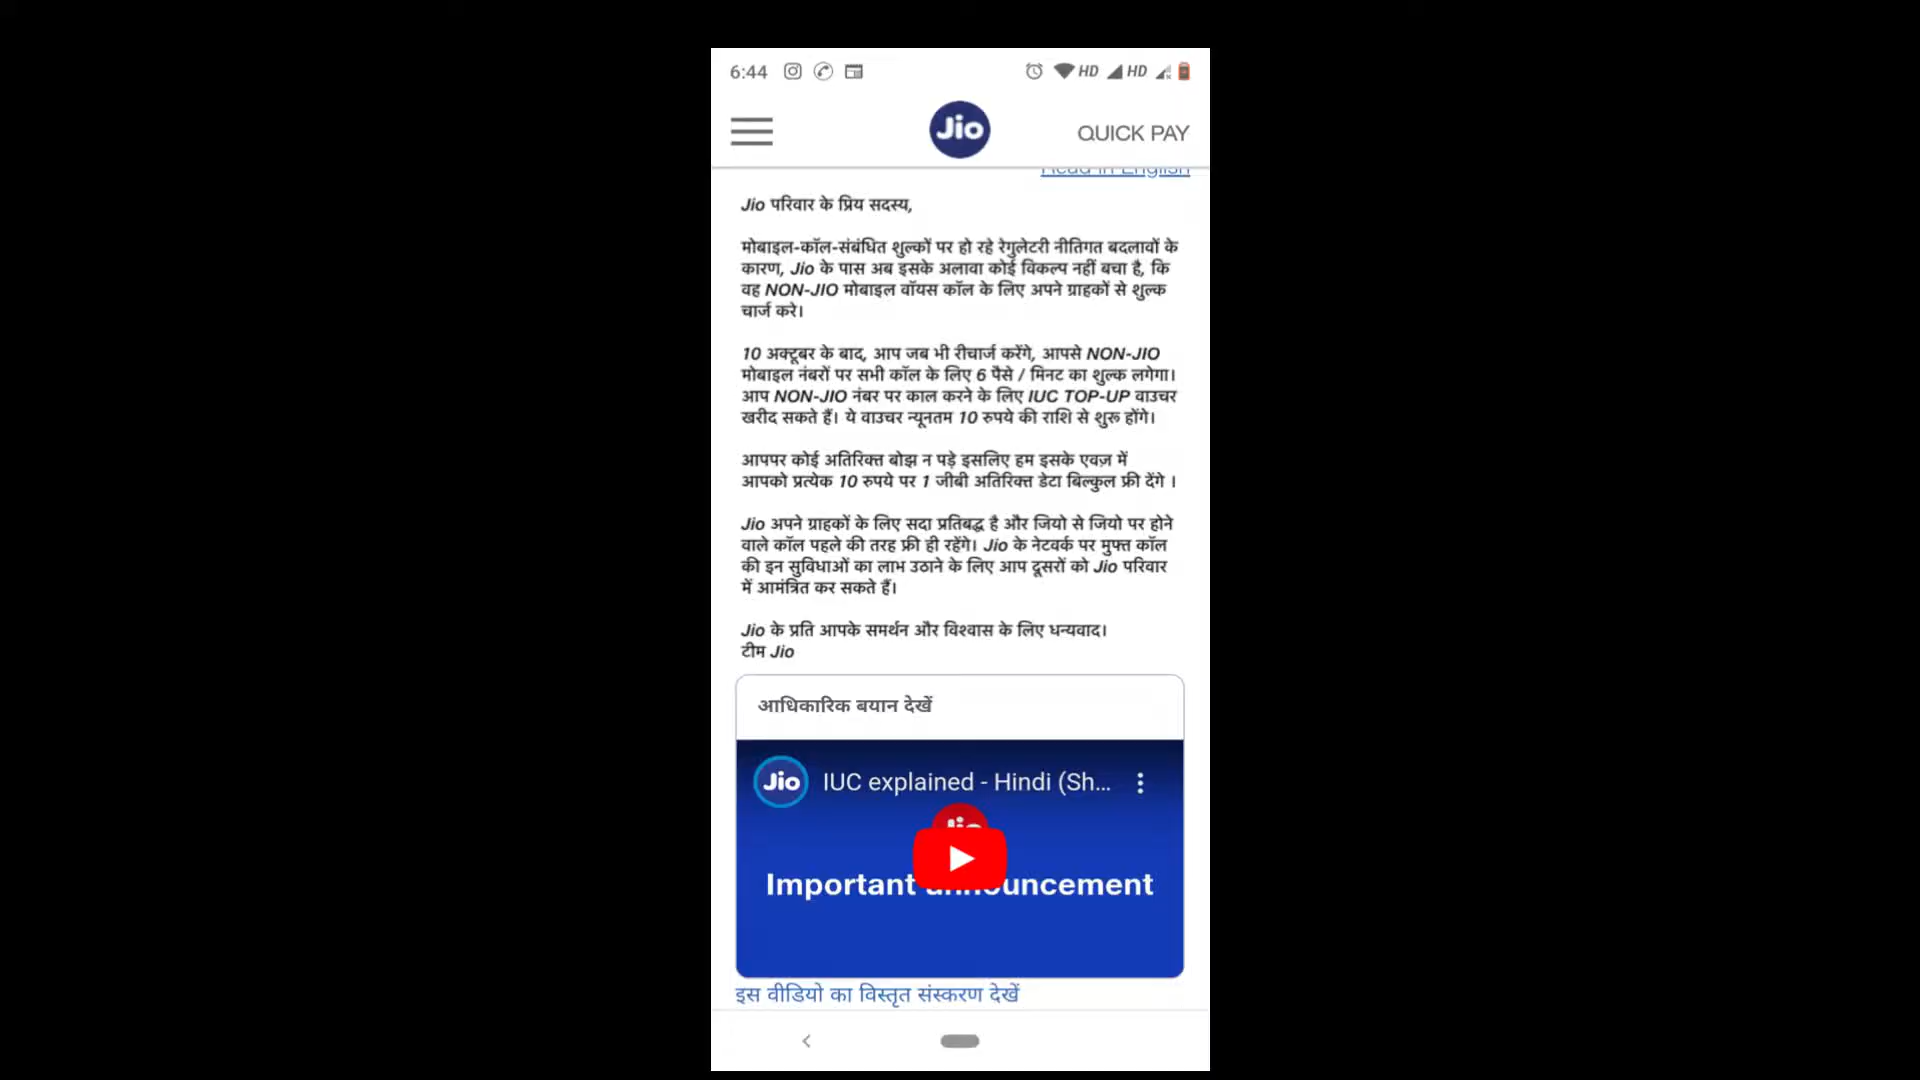 6:44 HD HD
Jio QUICK PAY
Read in English
Jio परिवार के प्रिय सदस्य,
मोबाइल-कॉल-संबंधित शुल्कों पर हो रहे रेगुलेटरी नीतिगत बदलावों के
कारण, Jio के पास अब इसके अलावा कोई विकल्प नहीं बचा है, कि
वह NON-JIO मोबाइल वॉयस कॉल के लिए अपने ग्राहकों से शुल्क
चार्ज करे।
10 अक्टूबर के बाद, आप जब भी रीचार्ज करेंगे, आपसे NON-JIO
मोबाइल नंबरों पर सभी कॉल के लिए 6 पैसे / मिनट का शुल्क लगेगा।
आप NON-JIO नंबर पर काल करने के लिए IUC TOP-UP वाउचर
खरीद सकते हैं। ये वाउचर न्यूनतम 10 रुपये की राशि से शुरू होंगे।
आपपर कोई अतिरिक्त बोझ न पड़े इसलिए हम इसके एवज़ में
आपको प्रत्येक 10 रुपये पर 1 जीबी अतिरिक्त डेटा बिल्कुल फ्री देंगे ।
Jio अपने ग्राहकों के लिए सदा प्रतिबद्ध है और जियो से जियो पर होने
वाले कॉल पहले की तरह फ्री ही रहेंगे। Jio के नेटवर्क पर मुफ्त कॉल
की इन सुविधाओं का लाभ उठाने के लिए आप दूसरों को Jio परिवार
में आमंत्रित कर सकते हैं।
Jio के प्रति आपके समर्थन और विश्वास के लिए धन्यवाद।
टीम Jio
आधिकारिक बयान देखें
Jio IUC explained - Hindi (Sh...
Jio
Important announcement
इस वीडियो का विस्तृत संस्करण देखें